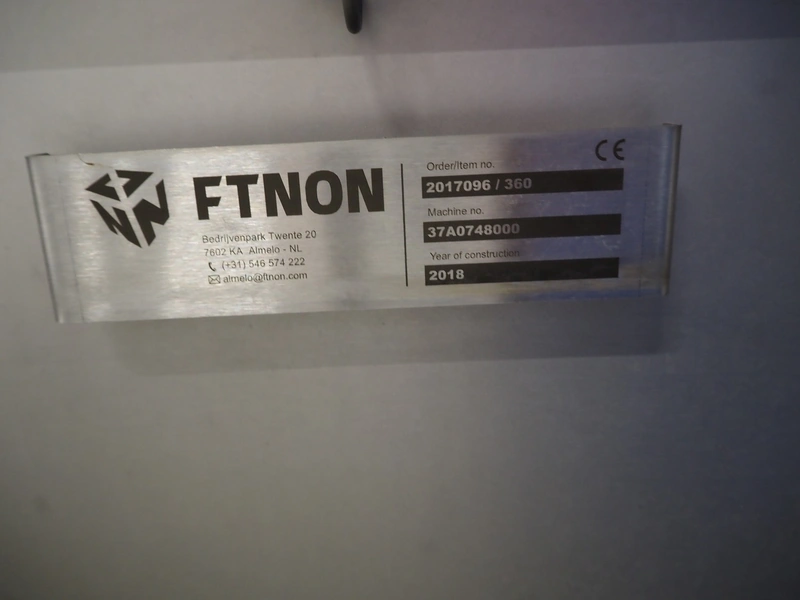 FTNON
Bedrijvenpark Twente 20
7602 KA Almelo - NL
(+31) 546 574 222
almelo@ftnon.com
CE
Order/Item no.
2017096 / 360
Machine no.
37A0748000
Year of construction
2018